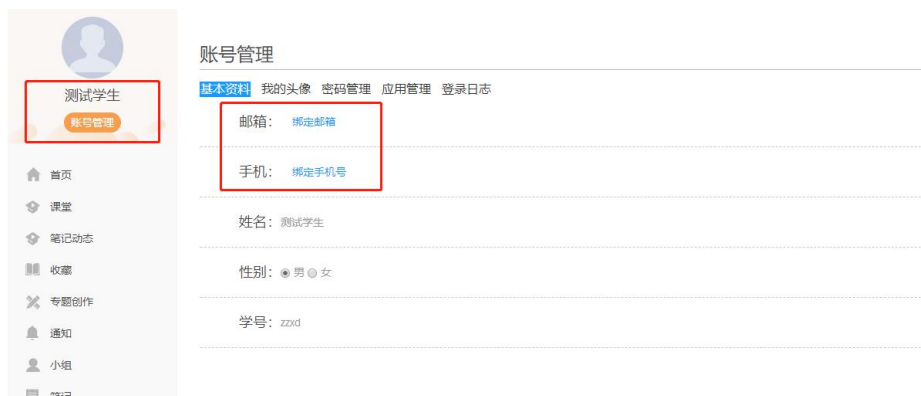 测试学生
账号管理
首页
课堂
笔记动态
收藏
专题创作
通知
小组
笔记
账号管理
基本资料 我的头像 密码管理 应用管理 登录日志
邮箱： 绑定邮箱
手机： 绑定手机号
姓名：测试学生
性别：男 女
学号：zzxd